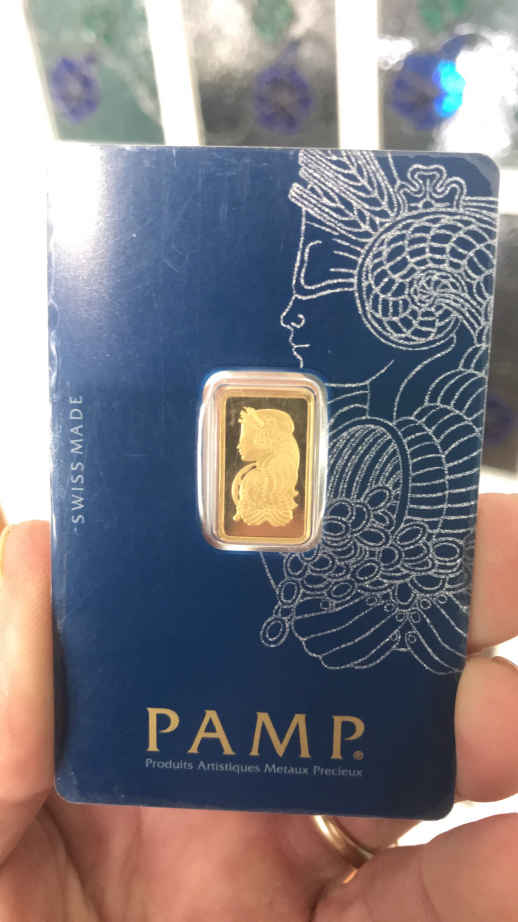 SWISS MADE
PAMP®
Produits Artistiques Metaux Precieux